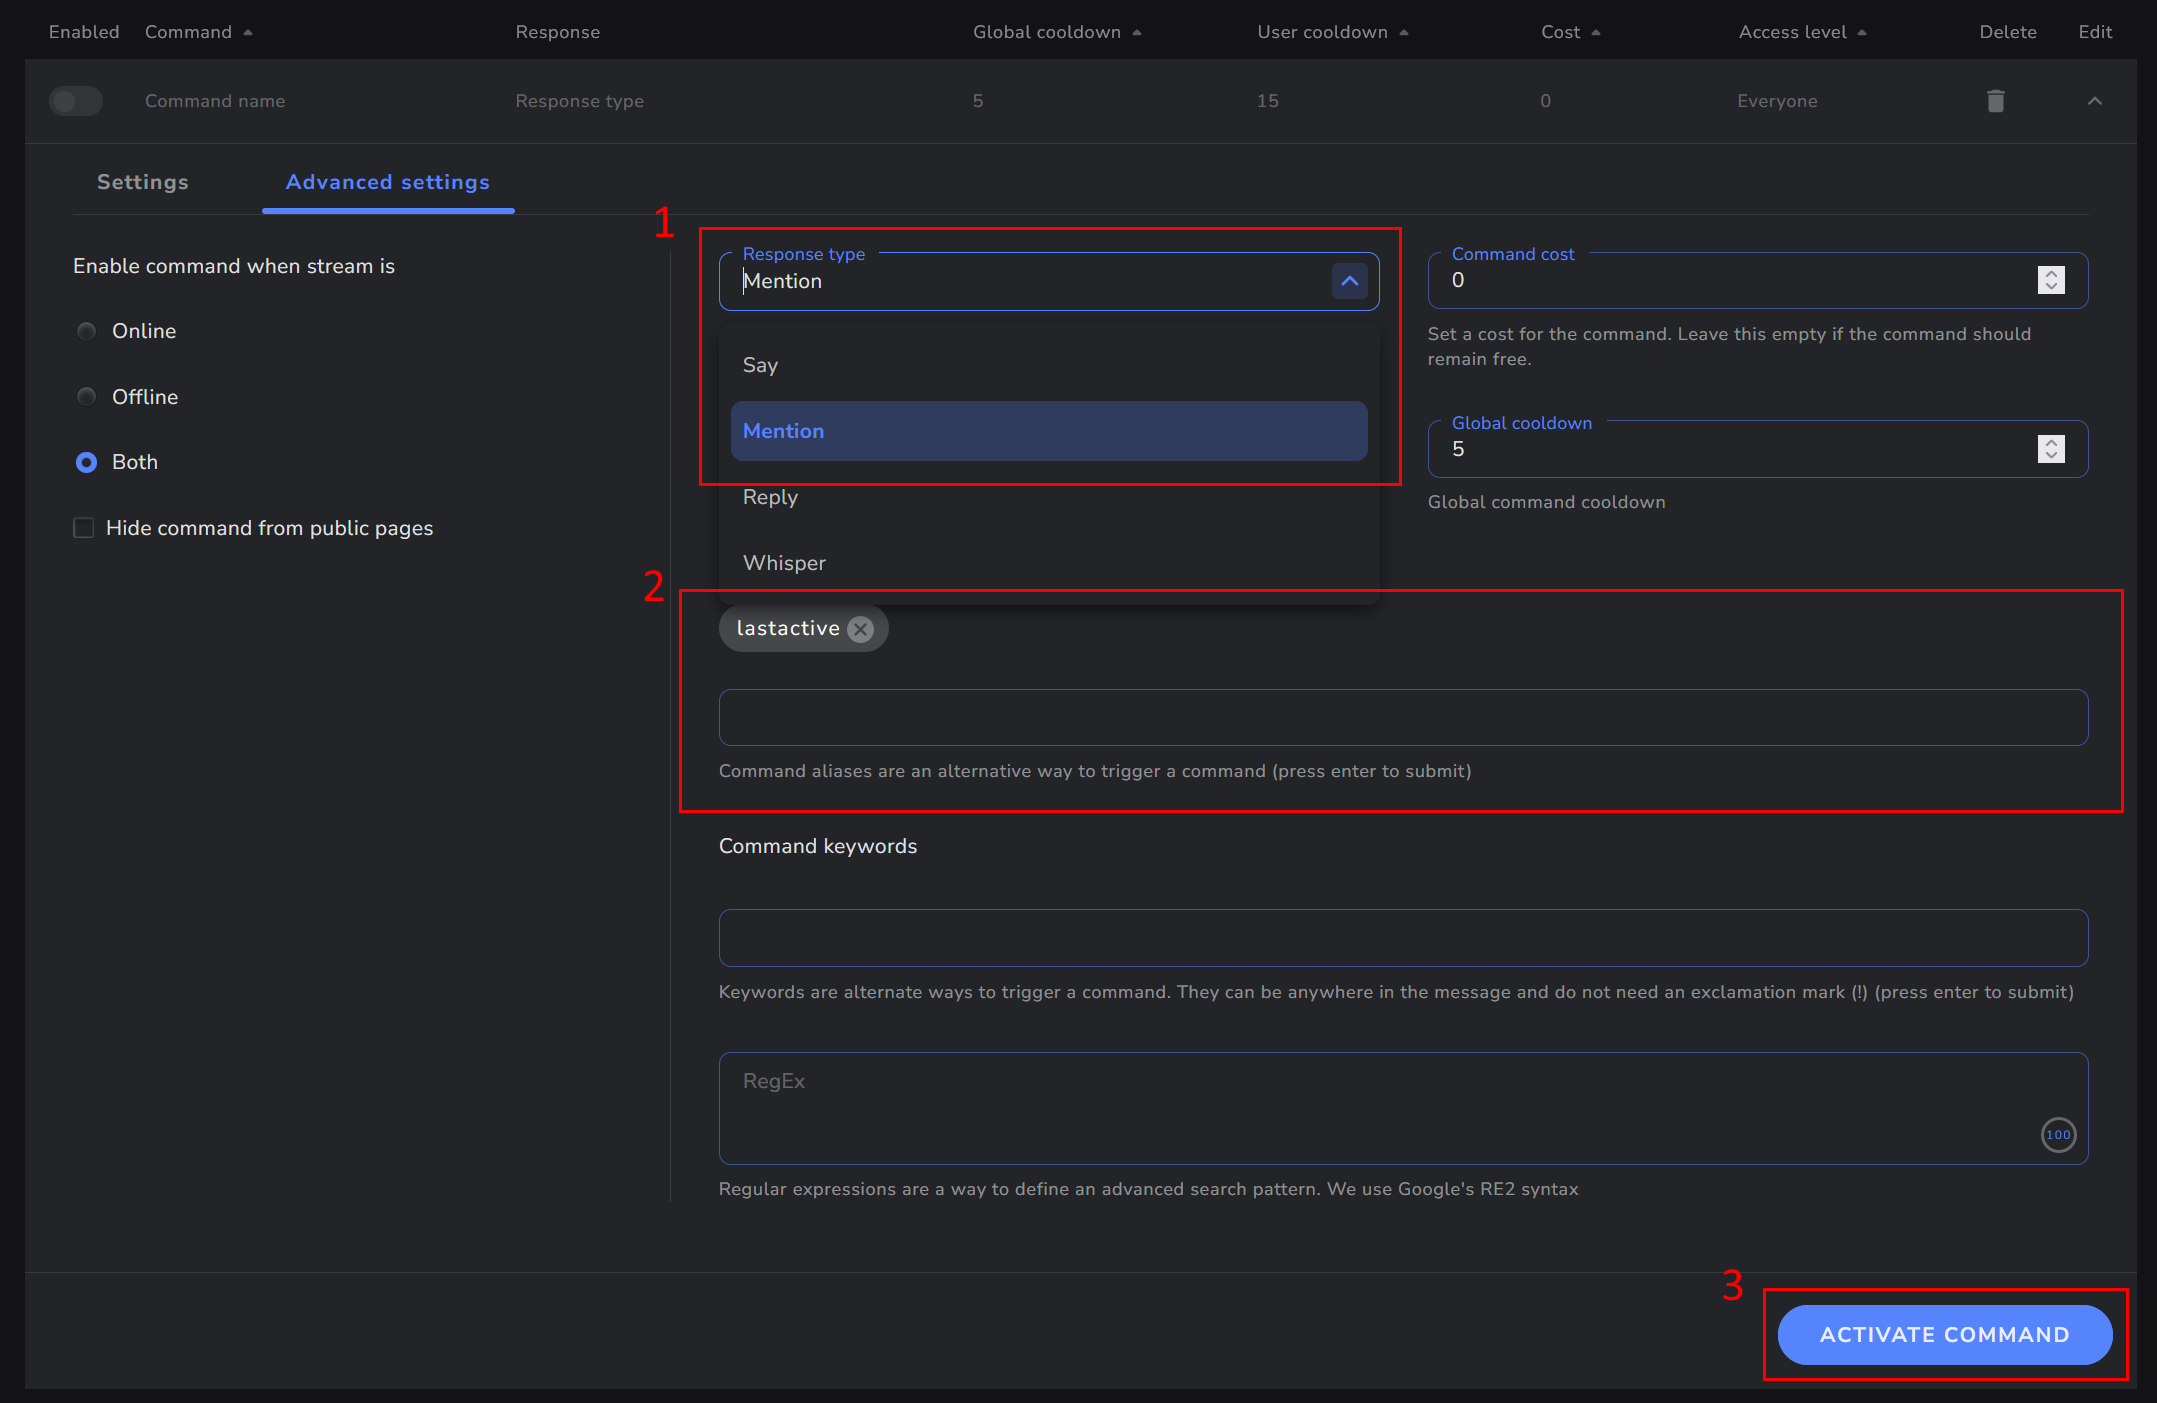 Enabled Command Response Global cooldown User cooldown Cost Access level Delete Edit
Command name Response type 5 15 0 Everyone
Settings Advanced settings
1
Enable command when stream is
Online
Offline
Both
Hide command from public pages
Response type
Mention
Say
Mention
Reply
Whisper
Command cost
0
Set a cost for the command. Leave this empty if the command should
remain free.
Global cooldown
5
Global command cooldown
2
lastactive
Command aliases are an alternative way to trigger a command (press enter to submit)
Command keywords
Keywords are alternate ways to trigger a command. They can be anywhere in the message and do not need an exclamation mark (!) (press enter to submit)
RegEx
100
Regular expressions are a way to define an advanced search pattern. We use Google's RE2 syntax
3
ACTIVATE COMMAND